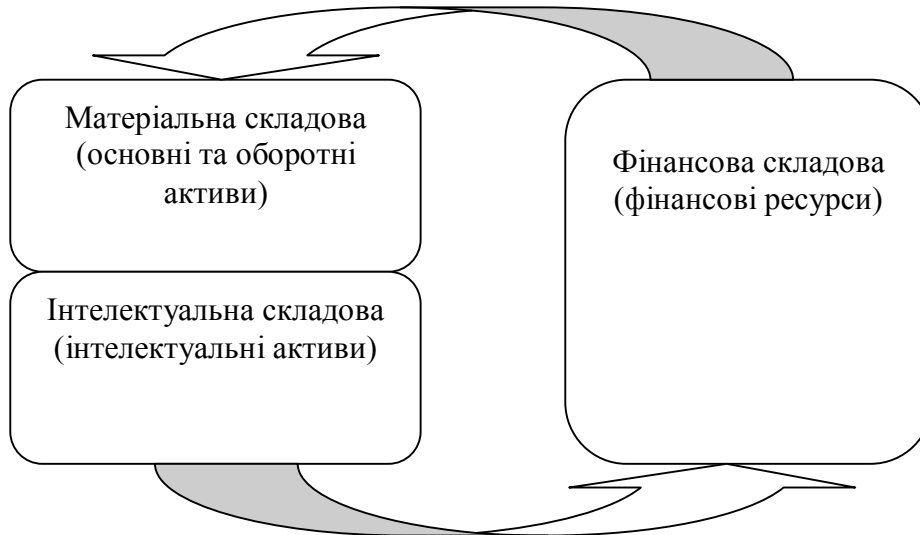 Матеріальна складова
(основні та оборотні
активи)
Фінансова складова
(фінансові ресурси)
Інтелектуальна складова
(інтелектуальні активи)